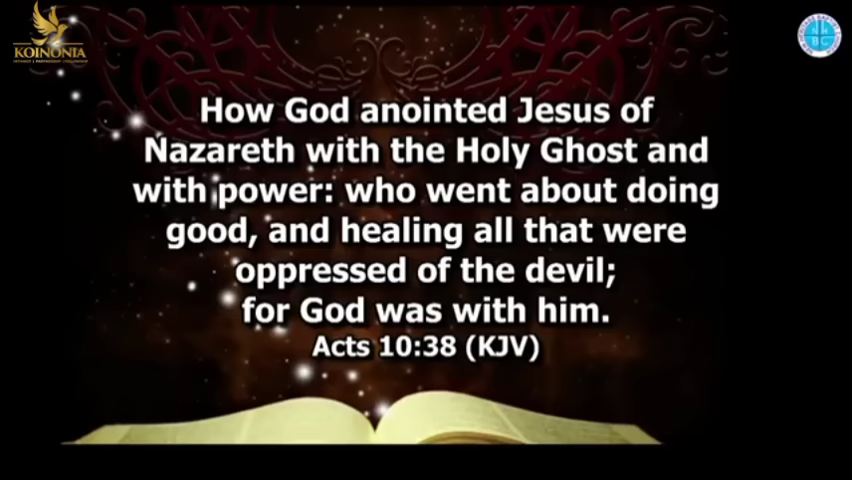 KOINONIA
How God anointed Jesus of
Nazareth with the Holy Ghost and
with power: who went about doing
good, and healing all that were
oppressed of the devil;
for God was with him.
Acts 10:38 (KJV)